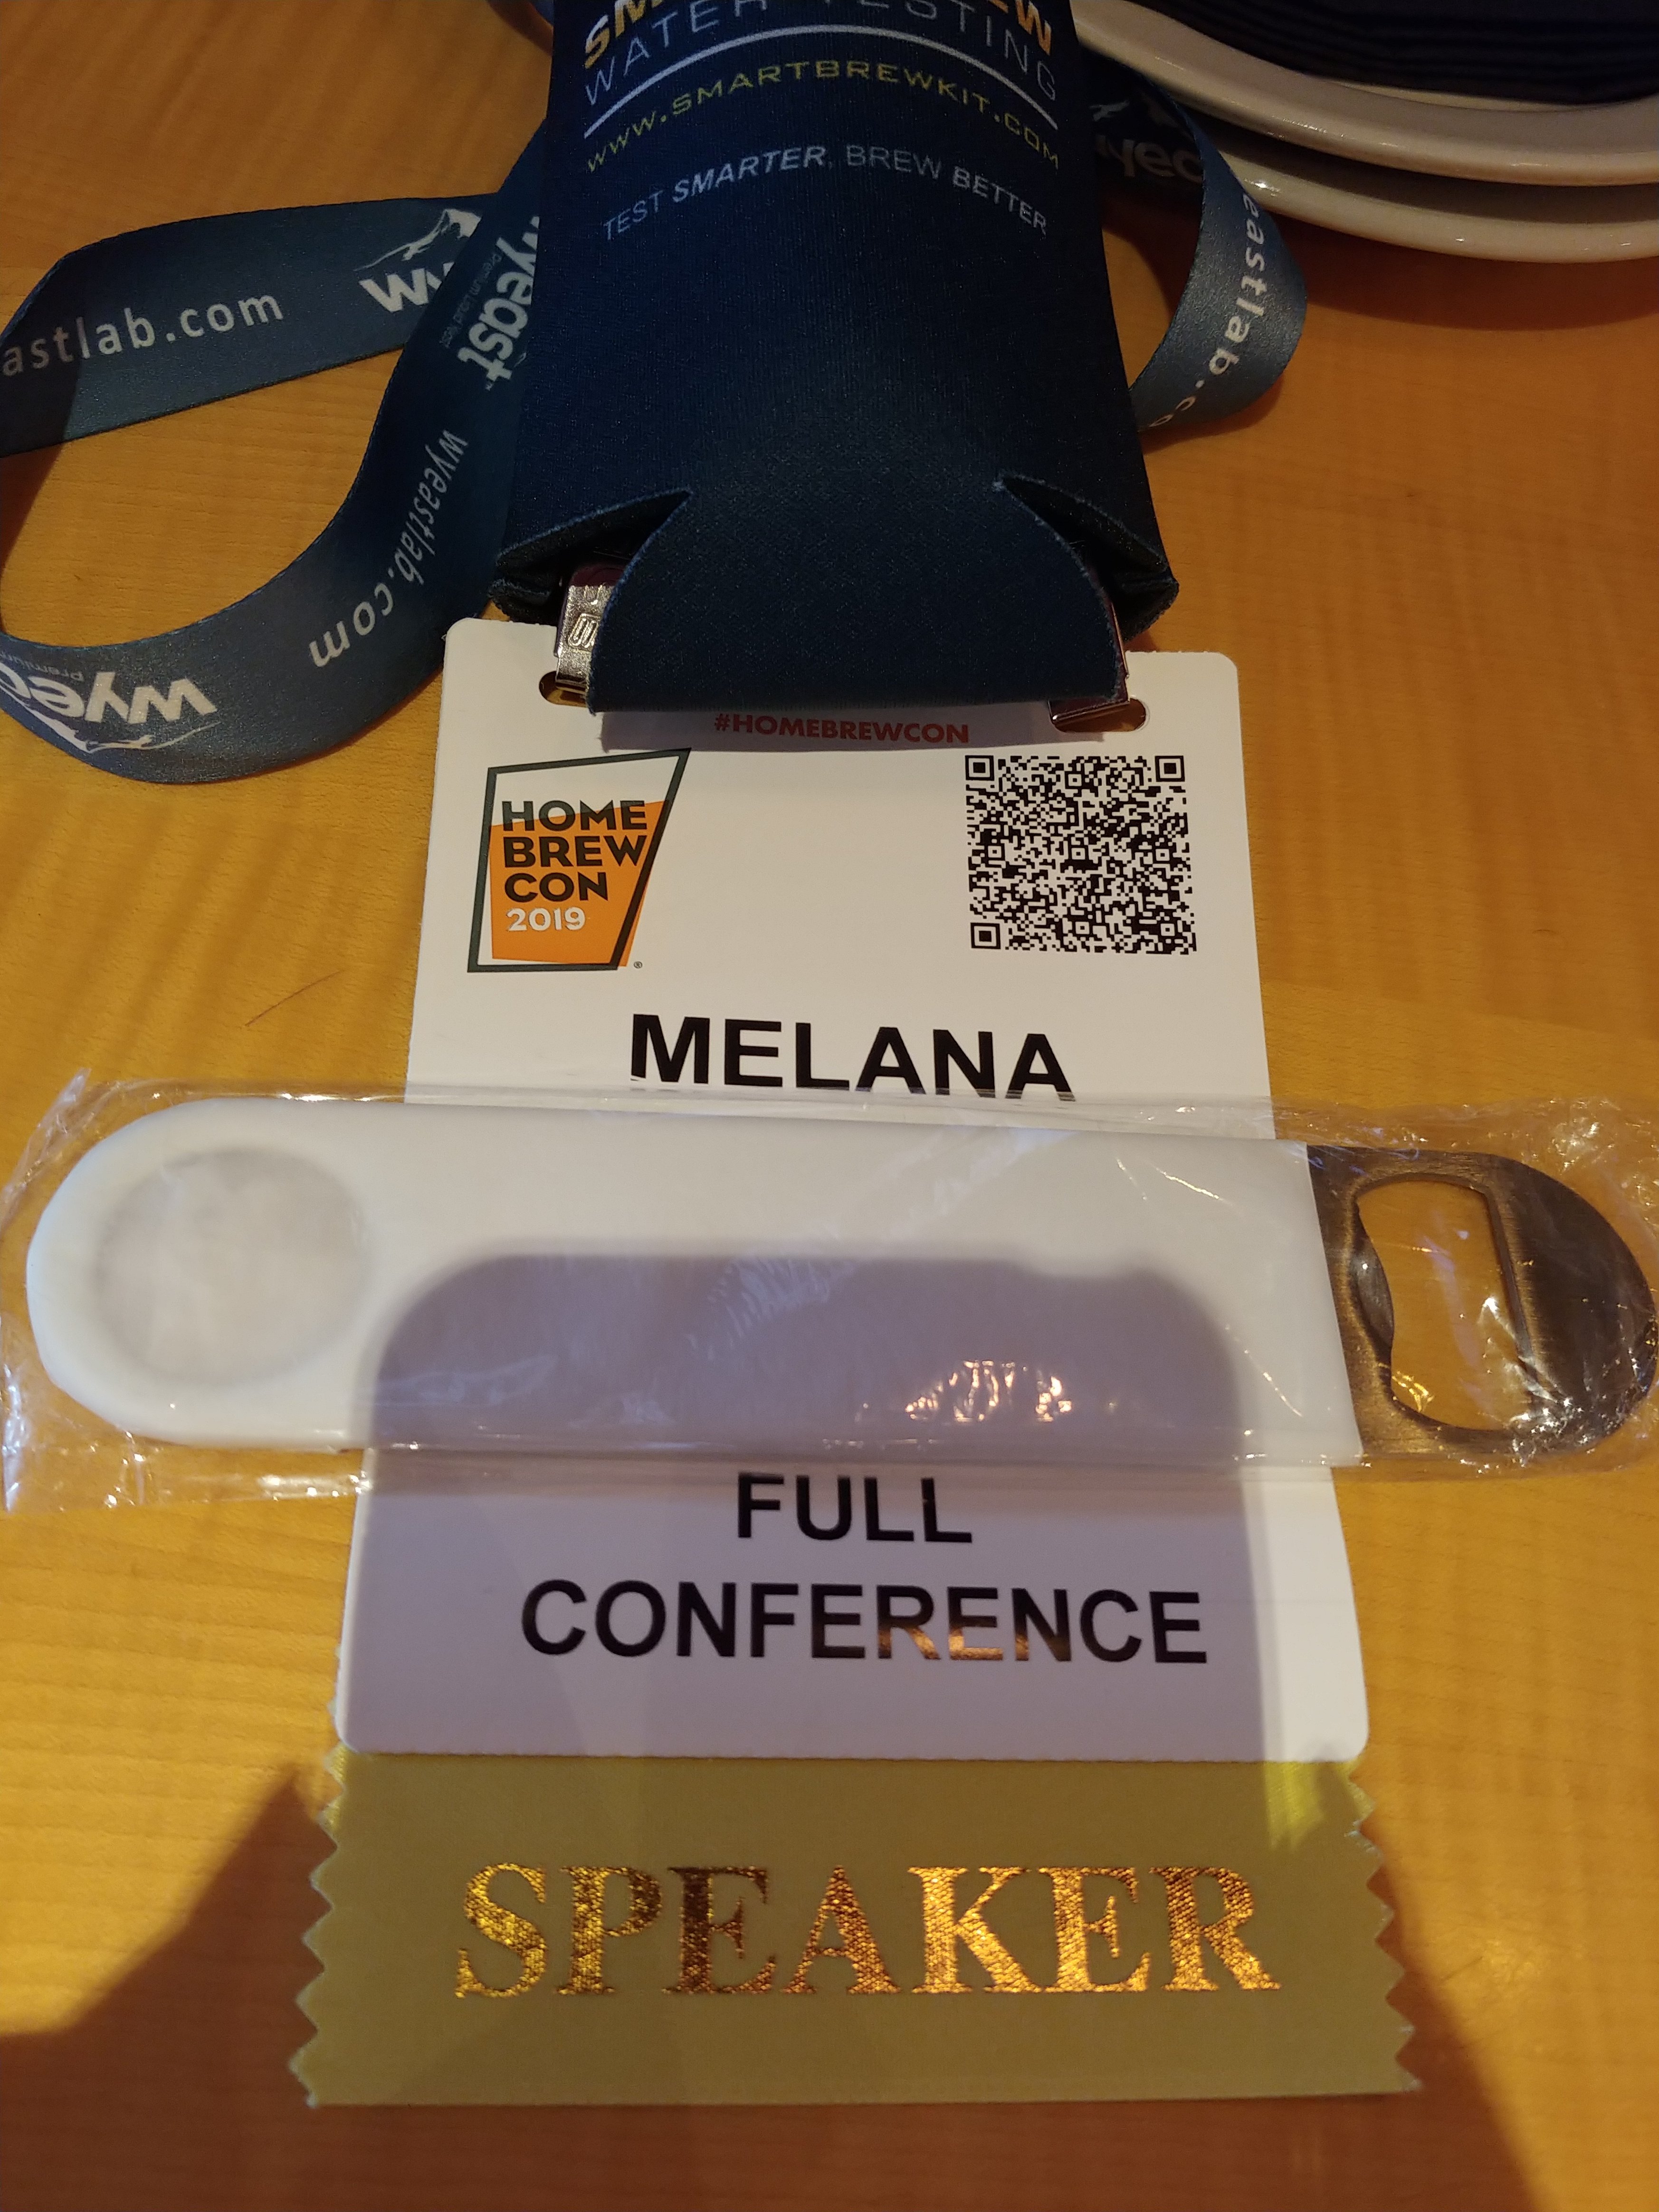 WATER TESTING
WWW.SMARTBREWKIT.COM
TEST SMARTER, BREW BETTER
astlab.com
wyeast
wyeastlab.com
eastlab.co
wyeast
#HOMEBREWCON
HOME
BREW
CON
2019
MELANA
FULL
CONFERENCE
SPEAKER